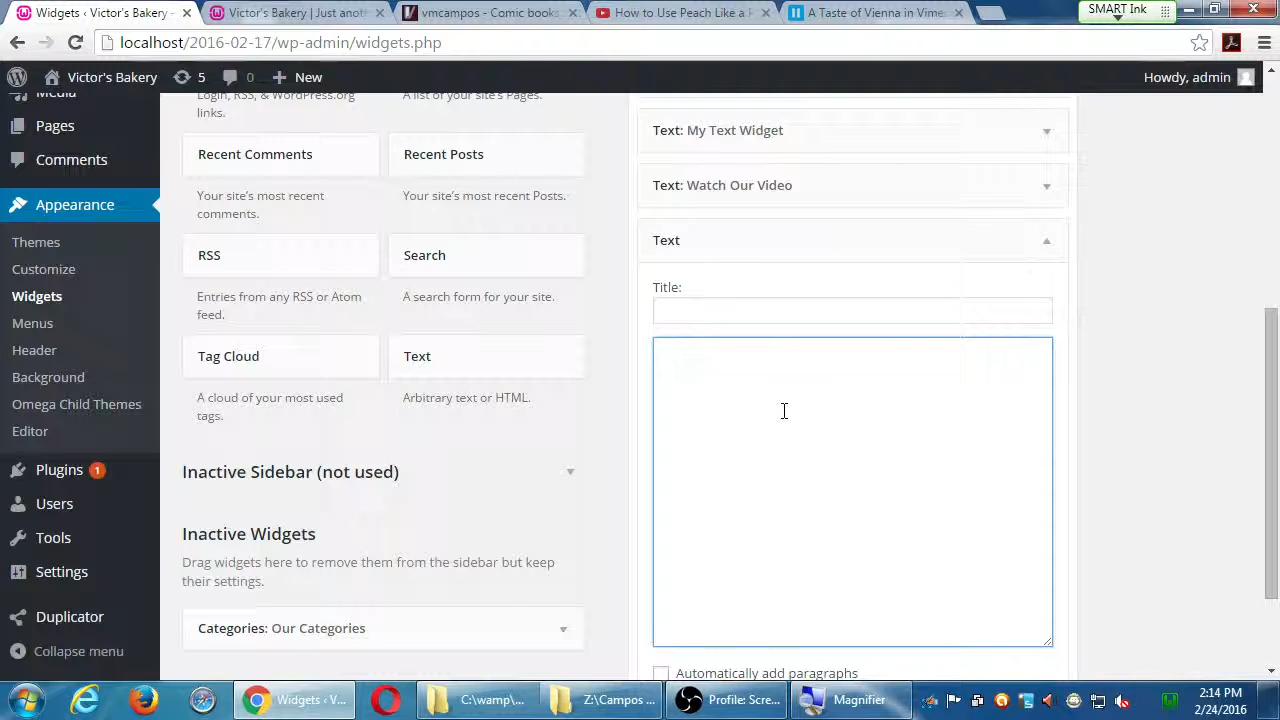 Widgets ‹ Victor's Bakery ‹
Victor's Bakery | Just anot
vmcampos - Comic books
How to Use Peach Like a P
A Taste of Vienna in Vime
SMART Ink
localhost/2016-02-17/wp-admin/widgets.php
Victor's Bakery
5
0
New
Howdy, admin
Media
Pages
Comments
Appearance
Themes
Customize
Widgets
Menus
Header
Background
Omega Child Themes
Editor
Plugins 1
Users
Tools
Settings
Duplicator
Collapse menu
Login, RSS, & WordPress.org
links.
A list of your site's Pages.
Recent Comments
Recent Posts
Your site's most recent
comments.
Your site's most recent Posts.
RSS
Search
Entries from any RSS or Atom
feed.
A search form for your site.
Tag Cloud
Text
A cloud of your most used
tags.
Arbitrary text or HTML.
Inactive Sidebar (not used)
Inactive Widgets
Drag widgets here to remove them from the sidebar but keep
their settings.
Categories: Our Categories
Text: My Text Widget
Text: Watch Our Video
Text
Title:
Automatically add paragraphs
Widgets ‹ V...
C:\wamp\...
Z:\Campos ...
Profile: Scre...
Magnifier
2:14 PM
2/24/2016